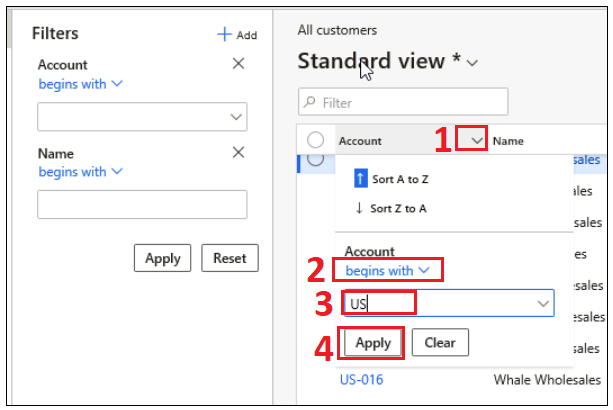 Filters
+ Add
Account
begins with
Name
begins with
Apply
Reset
All customers
Standard view *
Filter
Account
1
Name
sales
Sort A to Z
ales
Sort Z to A
sales
Account
es
2
begins with
sales
3
US
sales
4
Apply
Clear
sales
US-016
Whale Wholesales